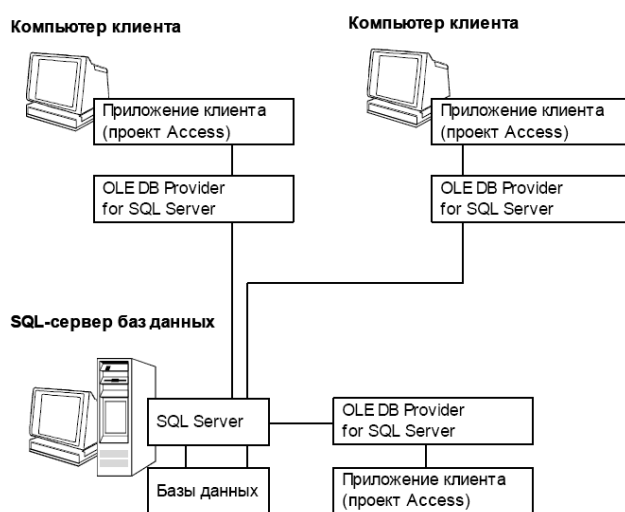 Компьютер клиента
Компьютер клиента
Приложение клиента
(проект Access)
Приложение клиента
(проект Access)
OLE DB Provider
for SQL Server
OLE DB Provider
for SQL Server
SQL-сервер баз данных
SQL Server
OLE DB Provider
for SQL Server
Базы данных
Приложение клиента
(проект Access)